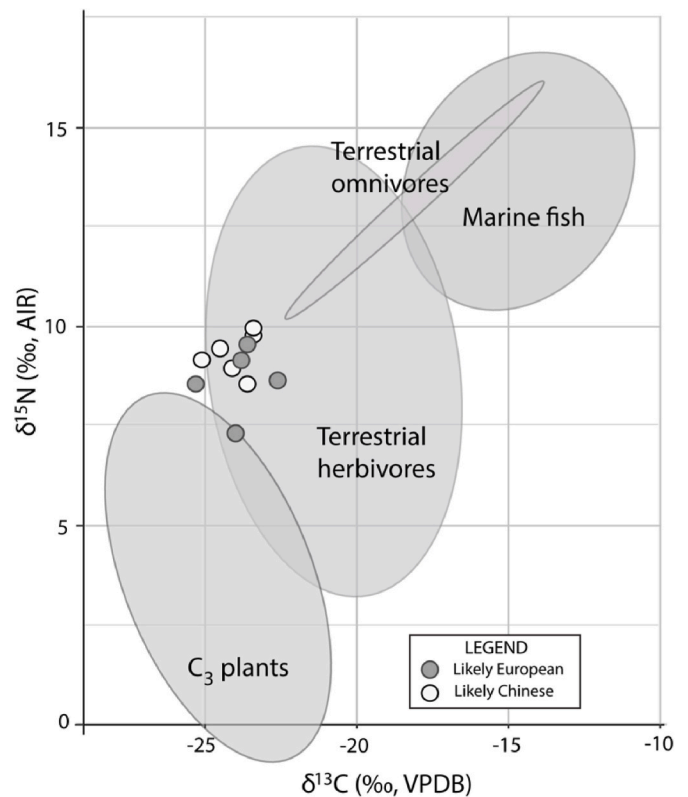 15
10
5
0
-25
-20
-15
-10
δ¹⁵N (‰, AIR)
δ¹³C (‰, VPDB)
Terrestrial
omnivores
Marine fish
Terrestrial
herbivores
C₃ plants
LEGEND
Likely European
Likely Chinese